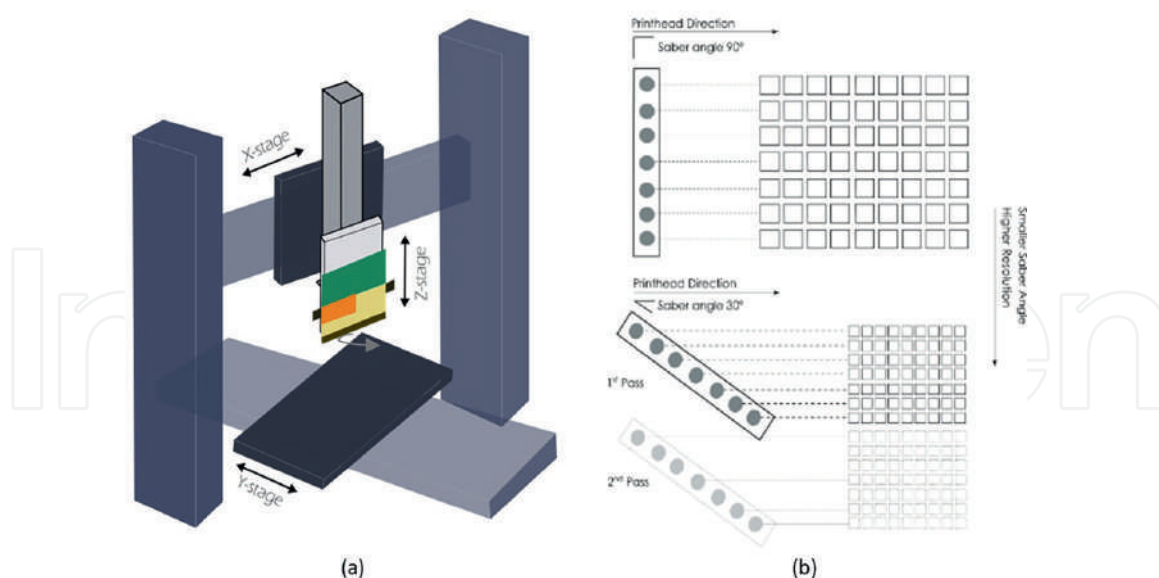 X-stage
Z-stage
Y-stage
(a)
Printhead Direction
Saber angle 90°
Smaller Saber Angle
Higher Resolution
Printhead Direction
Saber angle 30°
1st Pass
2nd Pass
(b)